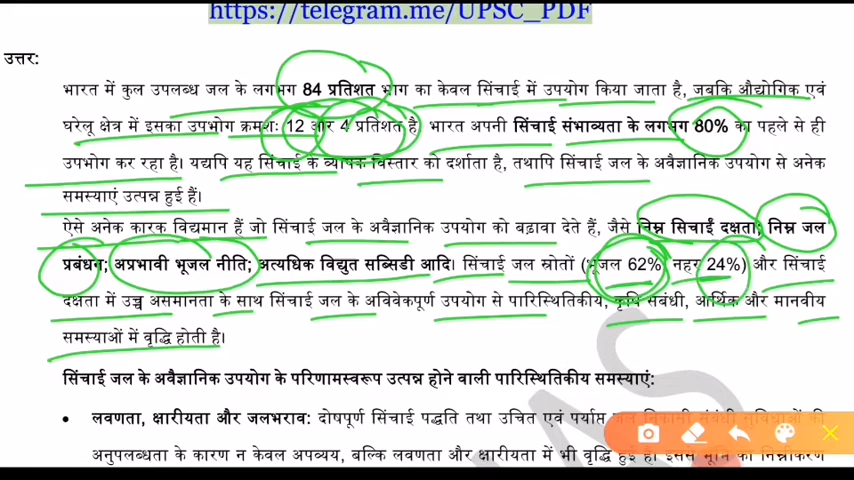 https://telegram.me/UPSC_PDF
उत्तर:
भारत में कुल उपलब्ध जल के लगभग 84 प्रतिशत भाग का केवल सिंचाई में उपयोग किया जाता है, जबकि औद्योगिक एवं
घरेलू क्षेत्र में इसका उपभोग क्रमशः 12 और 4 प्रतिशत है। भारत अपनी सिंचाई संभाव्यता के लगभग 80% का पहले से ही
उपभोग कर रहा है। यद्यपि यह सिंचाई के व्यापक विस्तार को दर्शाता है, तथापि सिंचाई जल के अवैज्ञानिक उपयोग से अनेक
समस्याएं उत्पन्न हुई हैं।
ऐसे अनेक कारक विद्यमान हैं जो सिंचाई जल के अवैज्ञानिक उपयोग को बढ़ावा देते हैं, जैसे निम्न सिचाईं दक्षता; निम्न जल
प्रबंधन; अप्रभावी भूजल नीति; अत्यधिक विद्युत सब्सिडी आदि। सिंचाई जल स्रोतों (भूजल 62% नहर 24%) और सिंचाई
दक्षता में उच्च असमानता के साथ सिंचाई जल के अविवेकपूर्ण उपयोग से पारिस्थितिकीय, कृषि संबंधी, आर्थिक और मानवीय
समस्याओं में वृद्धि होती है।
सिंचाई जल के अवैज्ञानिक उपयोग के परिणामस्वरूप उत्पन्न होने वाली पारिस्थितिकीय समस्याएं:
• लवणता, क्षारीयता और जलभराव: दोषपूर्ण सिंचाई पद्धति तथा उचित एवं पर्याप्त जल निकासी संबंधी सुविधाओं की
अनुपलब्धता के कारण न केवल अपव्यय, बल्कि लवणता और क्षारीयता में भी वृद्धि हुई है। इससे भूमि का निम्नीकरण